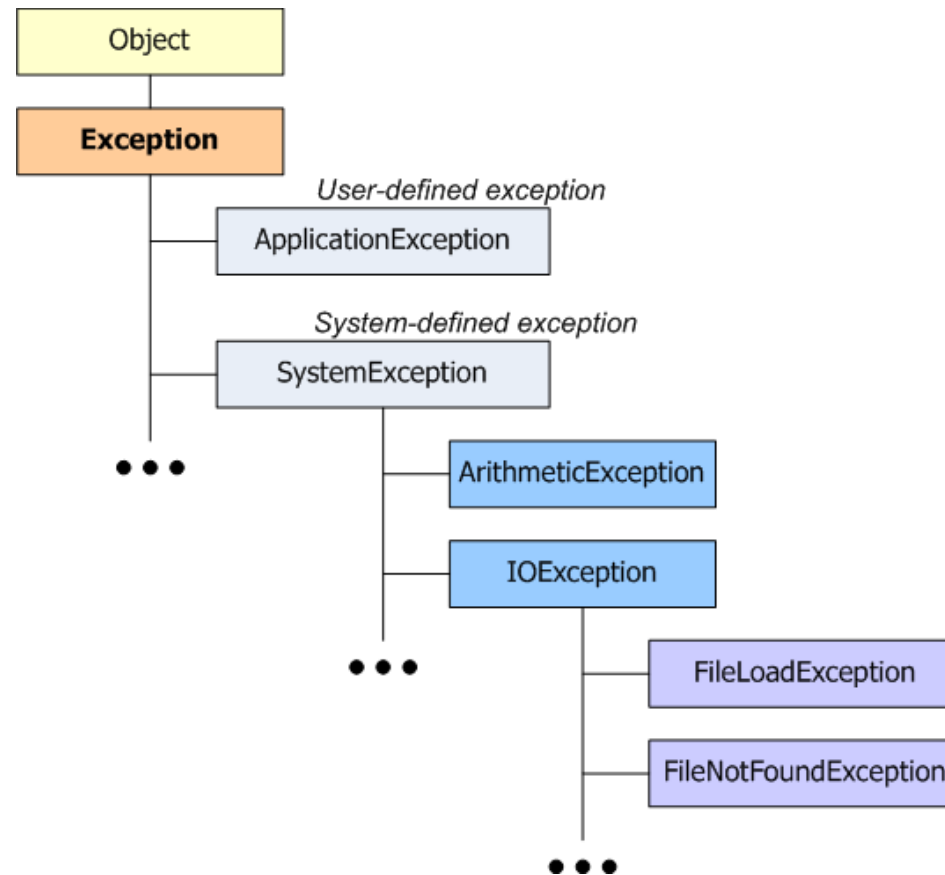 Object
Exception
User-defined exception
ApplicationException
System-defined exception
SystemException
ArithmeticException
IOException
FileLoadException
FileNotFoundException